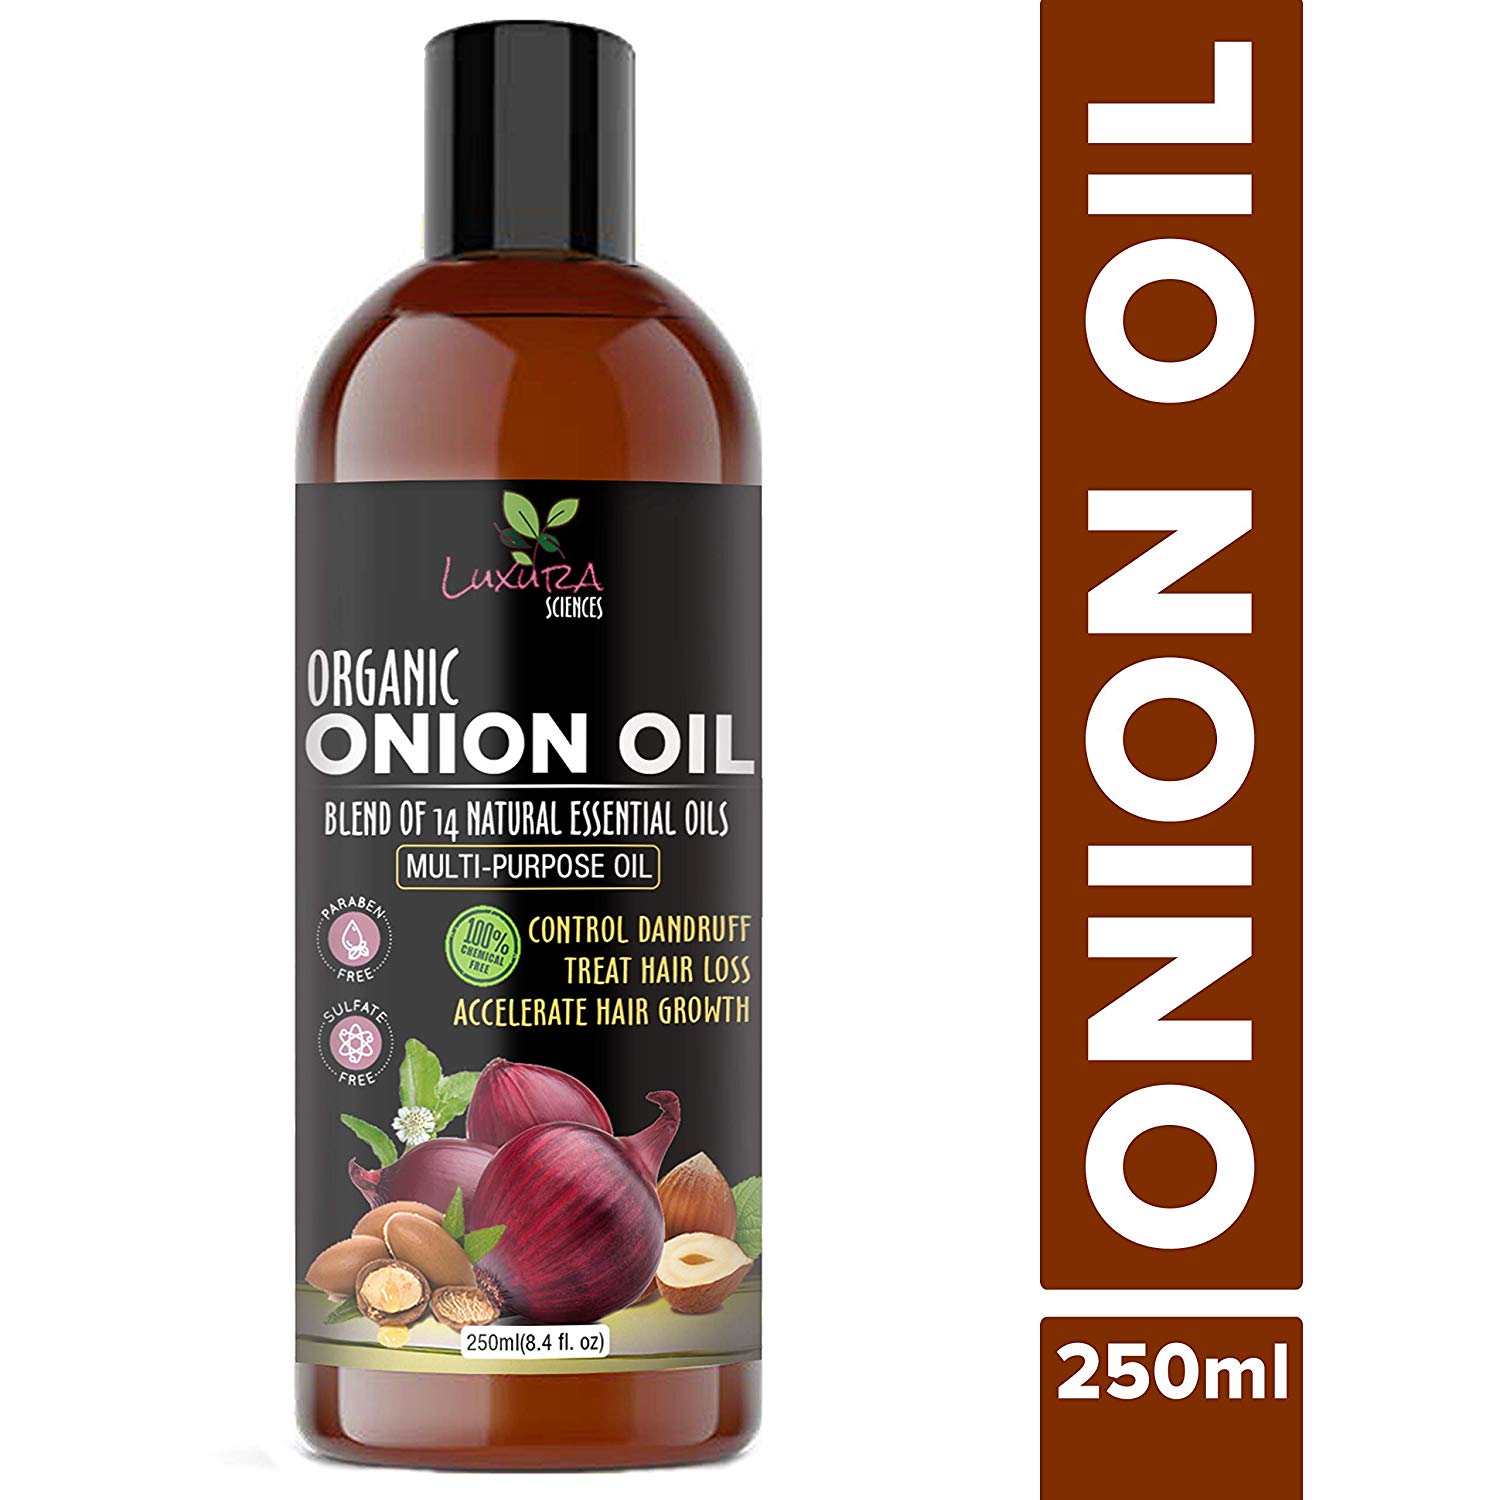 LUXURA
SCIENCES
ORGANIC
ONION OIL
BLEND OF 14 NATURAL ESSENTIAL OILS
MULTI-PURPOSE OIL
PARABEN
FREE
SULFATE
FREE
100%
CHEMICAL
FREE
CONTROL DANDRUFF
TREAT HAIR LOSS
ACCELERATE HAIR GROWTH
250ml(8.4 fl. oz)
ONION OIL
250ml